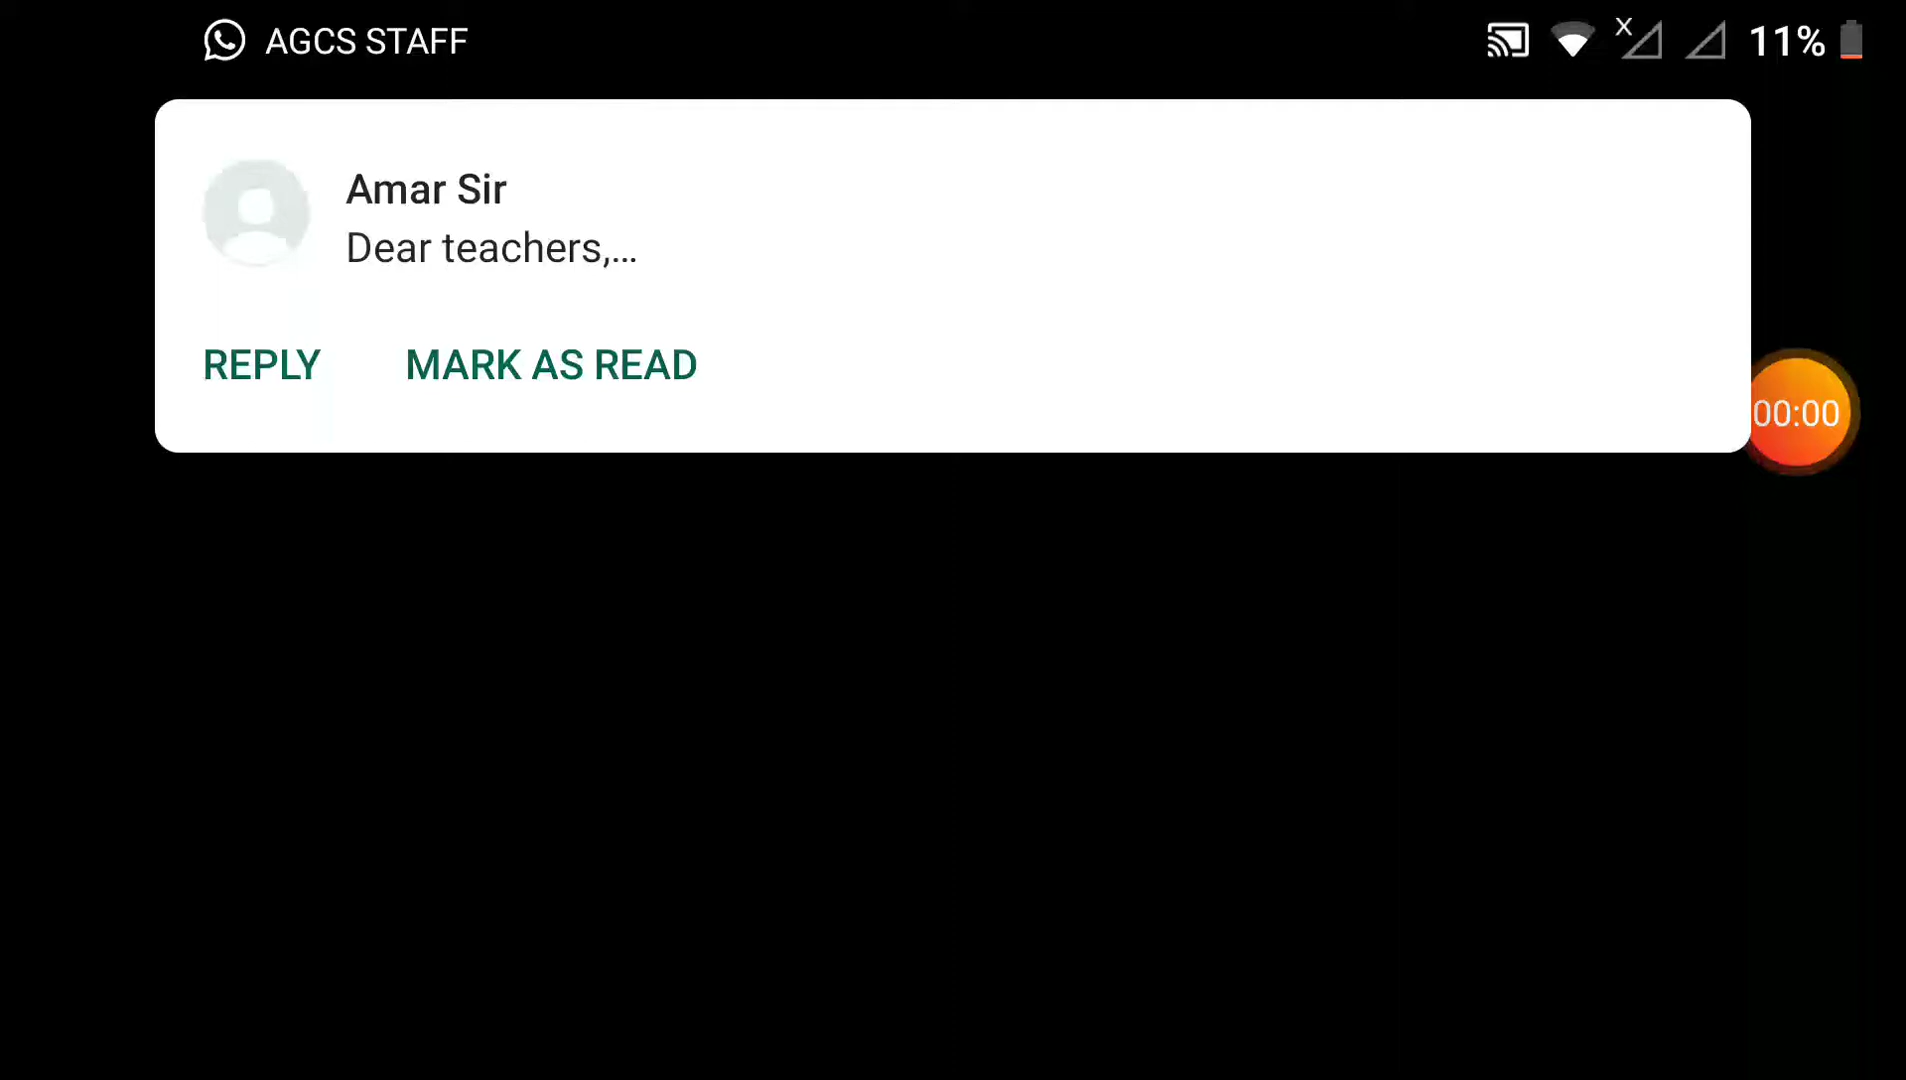 AGCS STAFF
X
11%
Amar Sir
Dear teachers,...
REPLY MARK AS READ
00:00